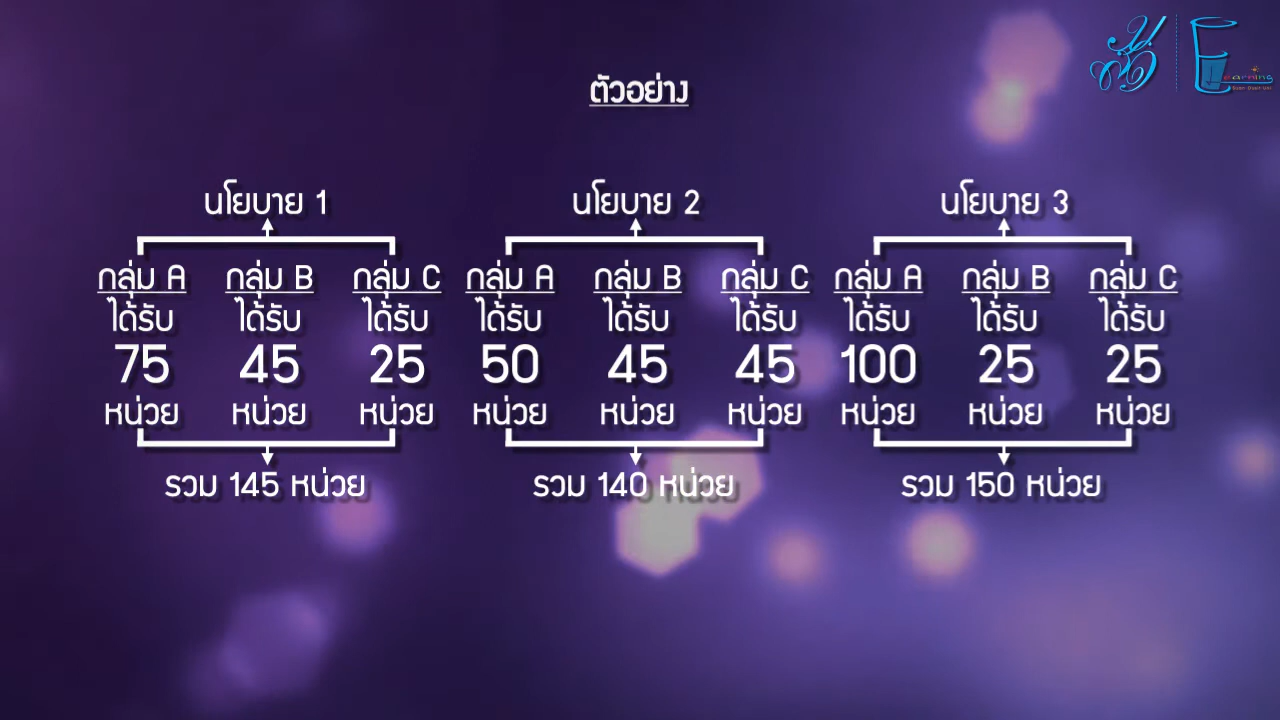 ตัวอย่าง
นโยบาย 1
กลุ่ม A กลุ่ม B กลุ่ม C
ได้รับ ได้รับ ได้รับ
75 45 25
หน่วย หน่วย หน่วย
รวม 145 หน่วย
นโยบาย 2
กลุ่ม A กลุ่ม B กลุ่ม C
ได้รับ ได้รับ ได้รับ
50 45 45
หน่วย หน่วย หน่วย
รวม 140 หน่วย
นโยบาย 3
กลุ่ม A กลุ่ม B กลุ่ม C
ได้รับ ได้รับ ได้รับ
100 25 25
หน่วย หน่วย หน่วย
รวม 150 หน่วย